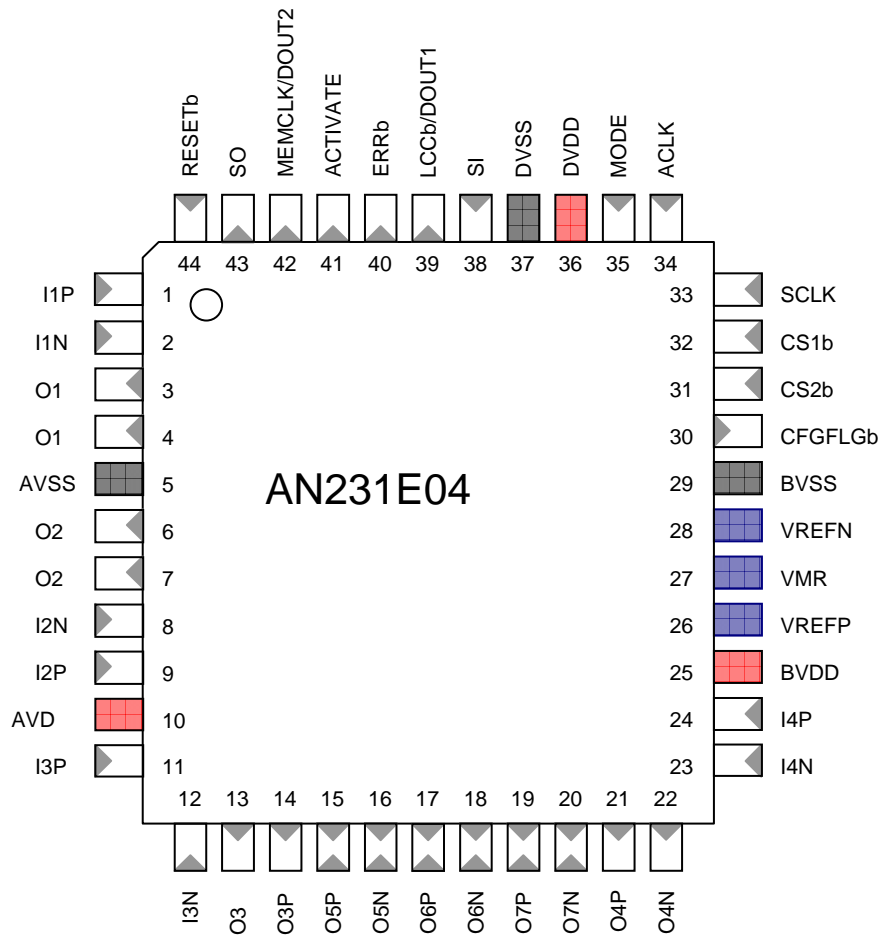 RESETb
SO
MEMCLK/DOUT2
ACTIVATE
ERRb
LCCb/DOUT1
SI
DVSS
DVDD
MODE
ACLK
44
43
42
41
40
39
38
37
36
35
34
I1P
1
I1N
2
O1
3
O1
4
AVSS
5
O2
6
O2
7
I2N
8
I2P
9
AVD
10
I3P
11
AN231E04
33
SCLK
32
CS1b
31
CS2b
30
CFGFLGb
29
BVSS
28
VREFN
27
VMR
26
VREFP
25
BVDD
24
I4P
23
I4N
12
13
14
15
16
17
18
19
20
21
22
I3N
O3
O3P
O5P
O5N
O6P
O6N
O7P
O7N
O4P
O4N